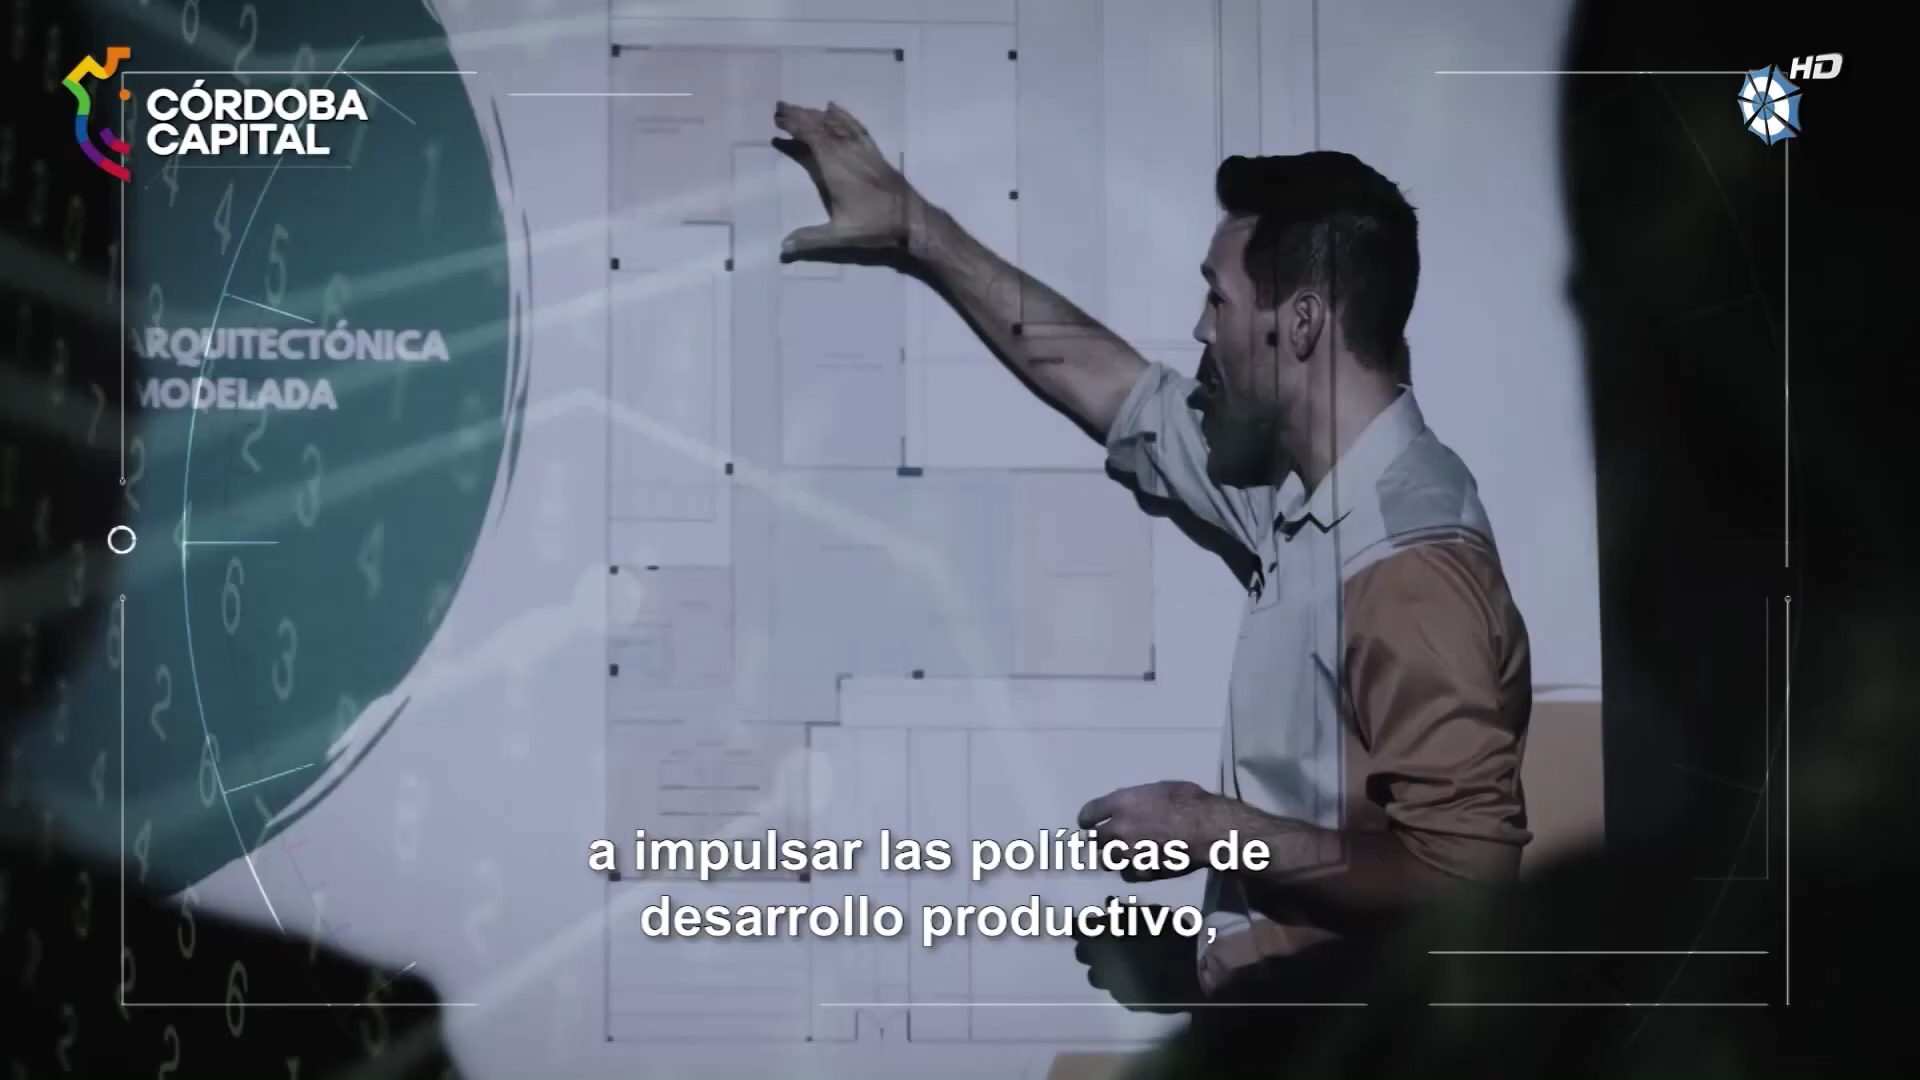 CÓRDOBA
CAPITAL
HD
ARQUITECTÓNICA
MODELADA
a impulsar las políticas de
desarrollo productivo,